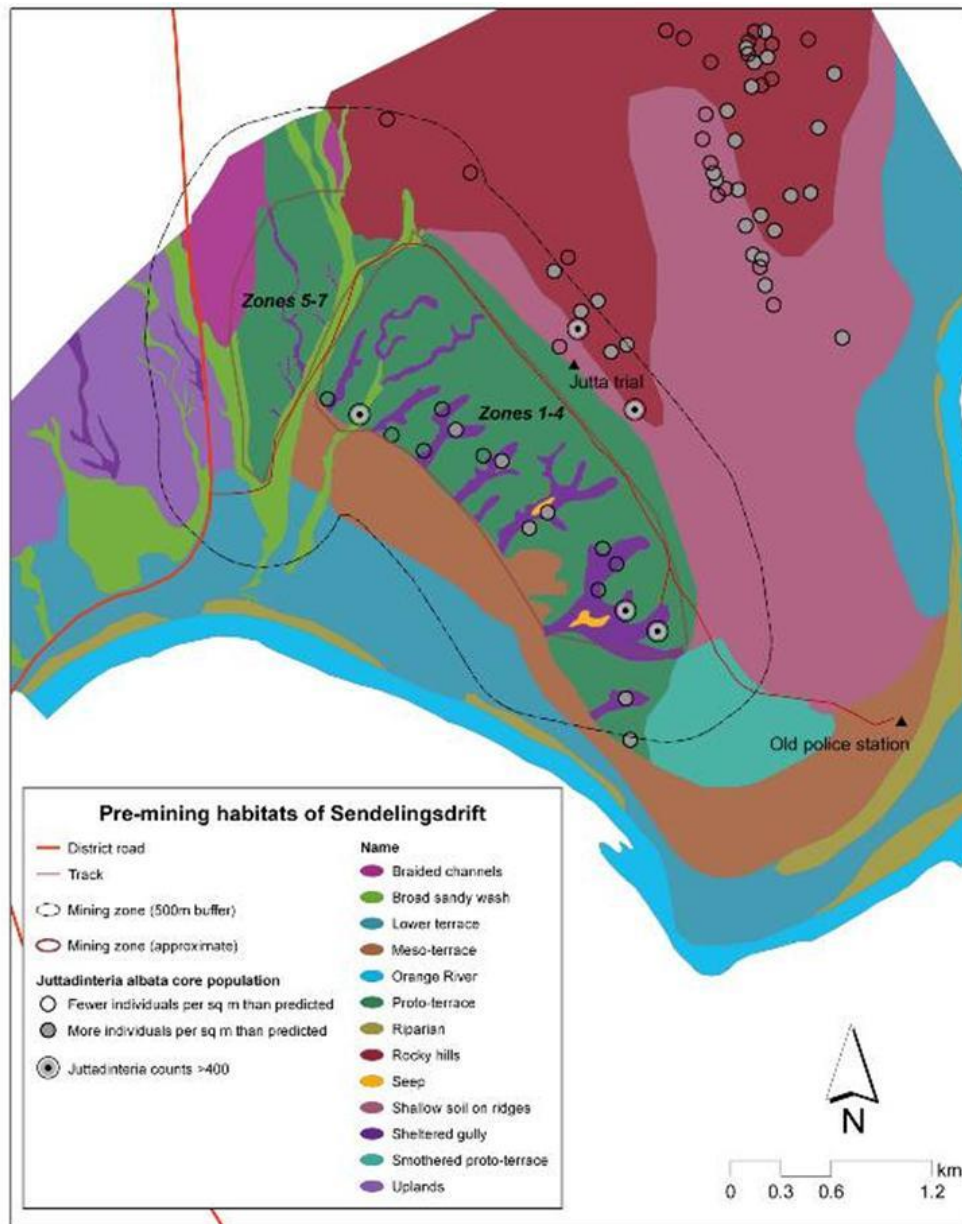 Zones 5-7
Zones 1-4
Jutta trial
Old police station
Pre-mining habitats of Sendelingsdrift
District road
Track
Mining zone (500m buffer)
Mining zone (approximate)
Juttadinteria albata core population
Fewer individuals per sq m than predicted
More individuals per sq m than predicted
Juttadinteria counts >400
Name
Braided channels
Broad sandy wash
Lower terrace
Meso-terrace
Orange River
Proto-terrace
Riparian
Rocky hills
Seep
Shallow soil on ridges
Sheltered gully
Smothered proto-terrace
Uplands
N
km
0 0.3 0.6 1.2